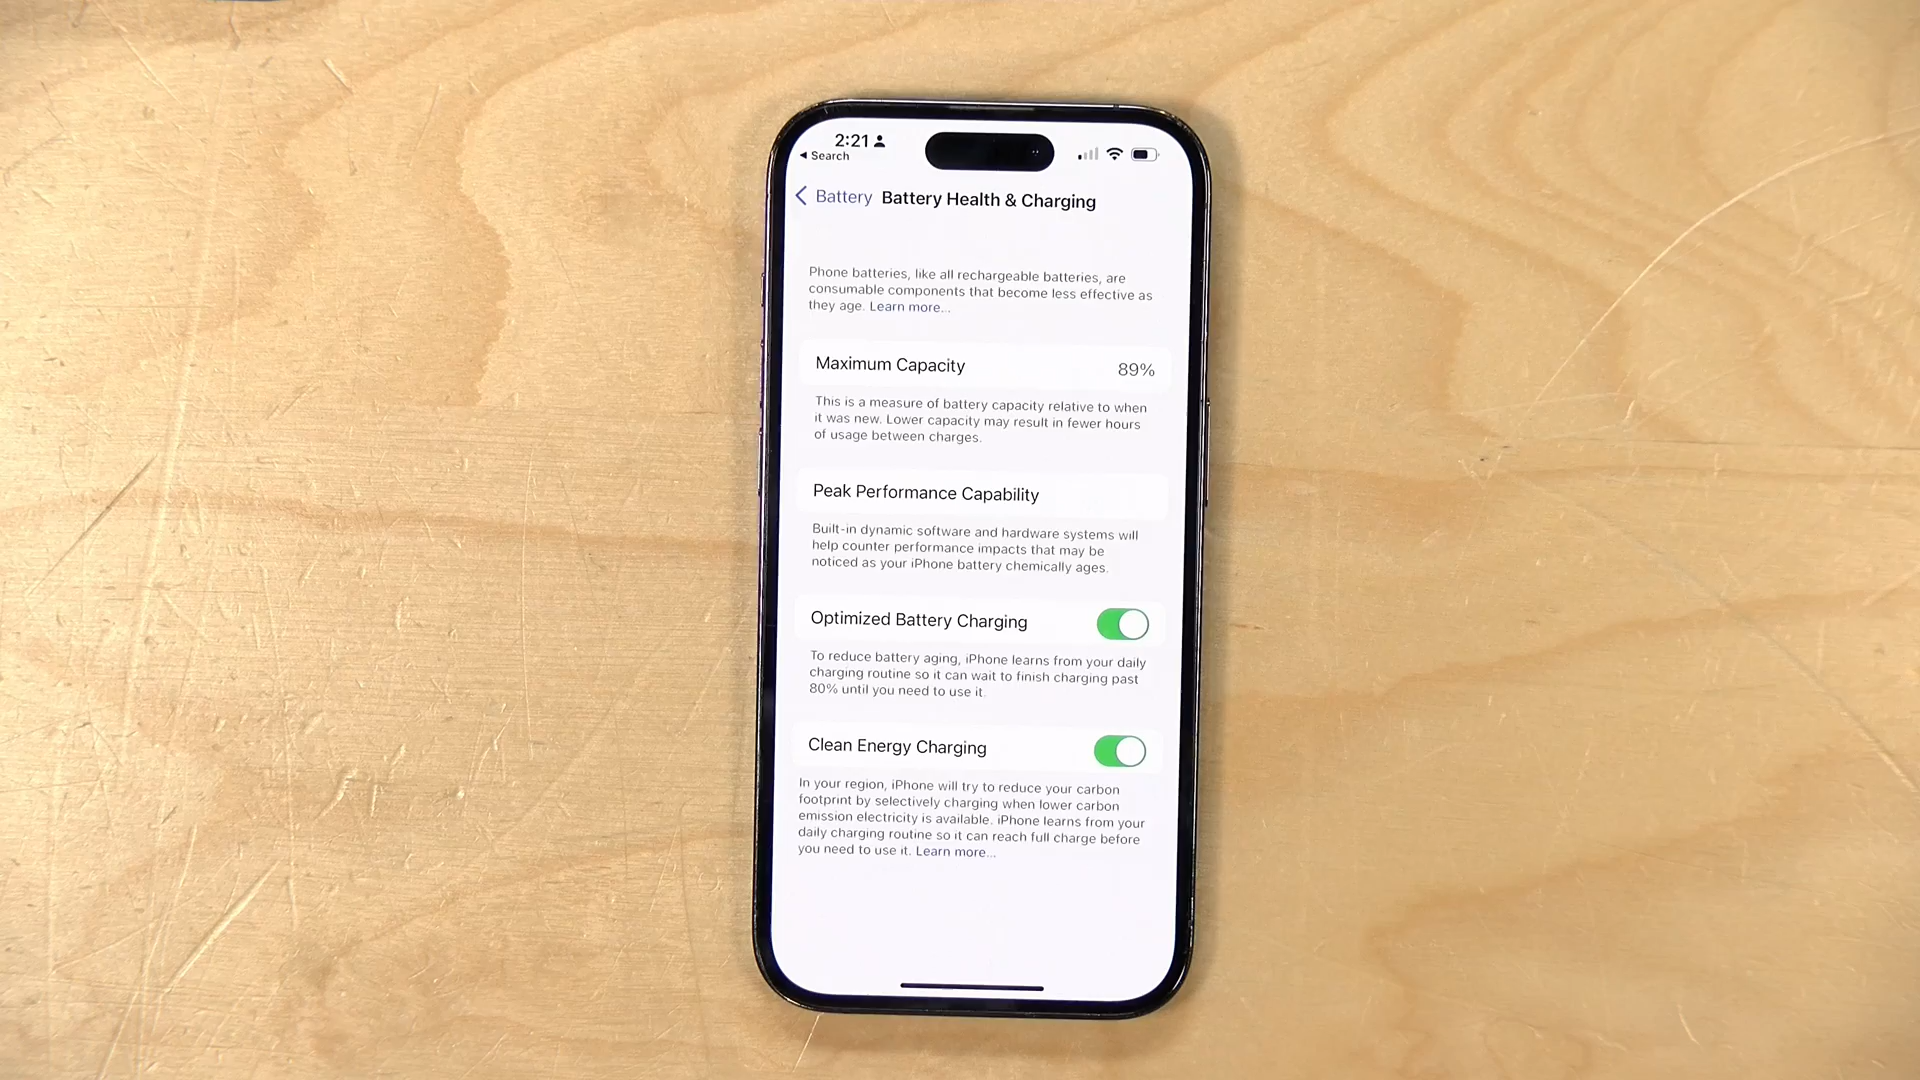 2:21
◀ Search
Battery Battery Health & Charging
Phone batteries, like all rechargeable batteries, are
consumable components that become less effective as
they age. Learn more...
Maximum Capacity 89%
This is a measure of battery capacity relative to when
it was new. Lower capacity may result in fewer hours
of usage between charges.
Peak Performance Capability
Built-in dynamic software and hardware systems will
help counter performance impacts that may be
noticed as your iPhone battery chemically ages.
Optimized Battery Charging
To reduce battery aging, iPhone learns from your daily
charging routine so it can wait to finish charging past
80% until you need to use it.
Clean Energy Charging
In your region, iPhone will try to reduce your carbon
footprint by selectively charging when lower carbon
emission electricity is available. iPhone learns from your
daily charging routine so it can reach full charge before
you need to use it. Learn more...